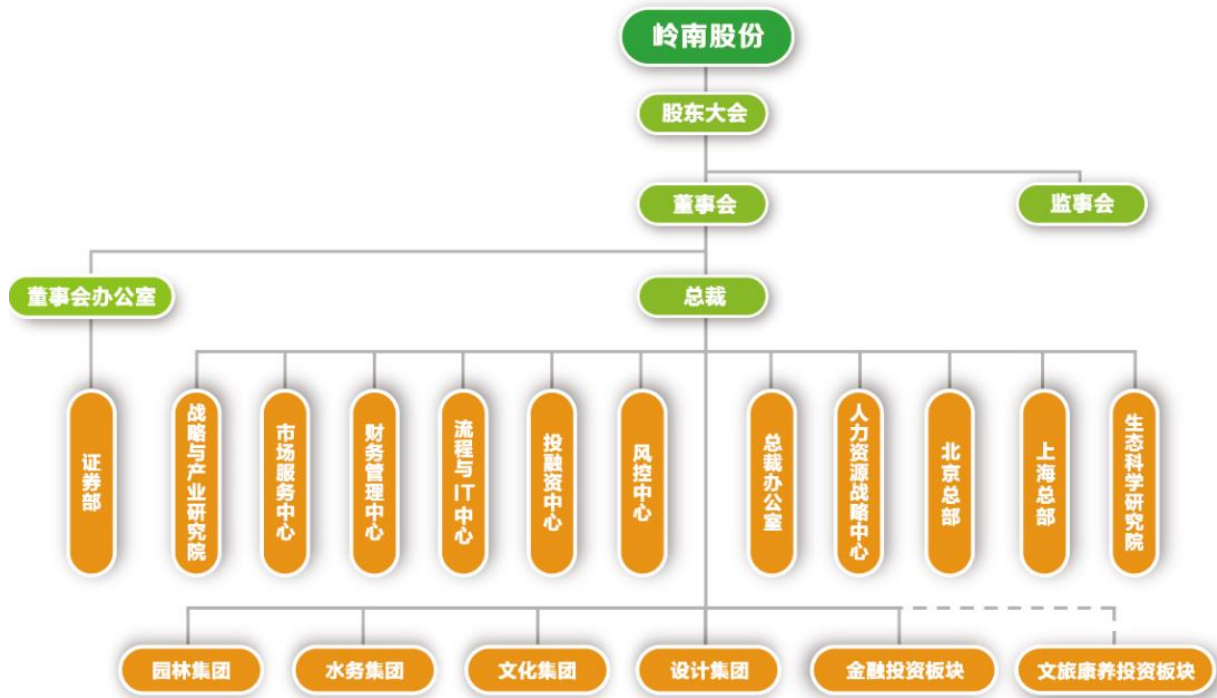 岭南股份
股东大会
董事会
监事会
董事会办公室
总裁
证券部
战略与产业研究院
市场服务中心
财务管理中心
流程与IT中心
投融资中心
风控中心
总裁办公室
人力资源战略中心
北京总部
上海总部
生态科学研究院
园林集团
水务集团
文化集团
设计集团
金融投资板块
文旅康养投资板块